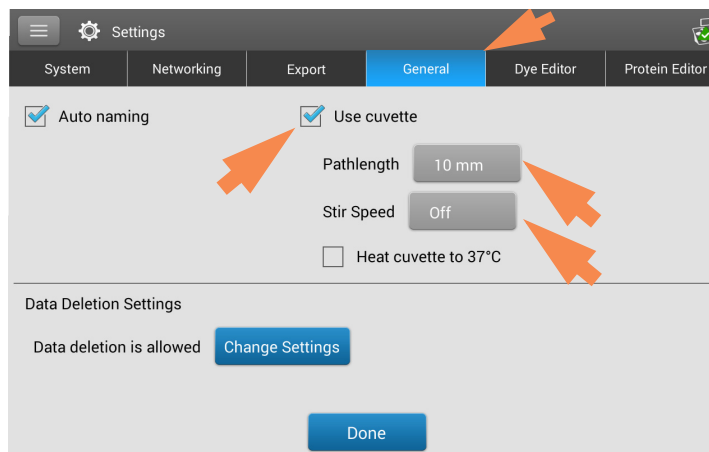 Settings
System Networking Export General Dye Editor Protein Editor
Auto naming Use cuvette
Pathlength 10 mm
Stir Speed Off
Heat cuvette to 37°C
Data Deletion Settings
Data deletion is allowed Change Settings
Done